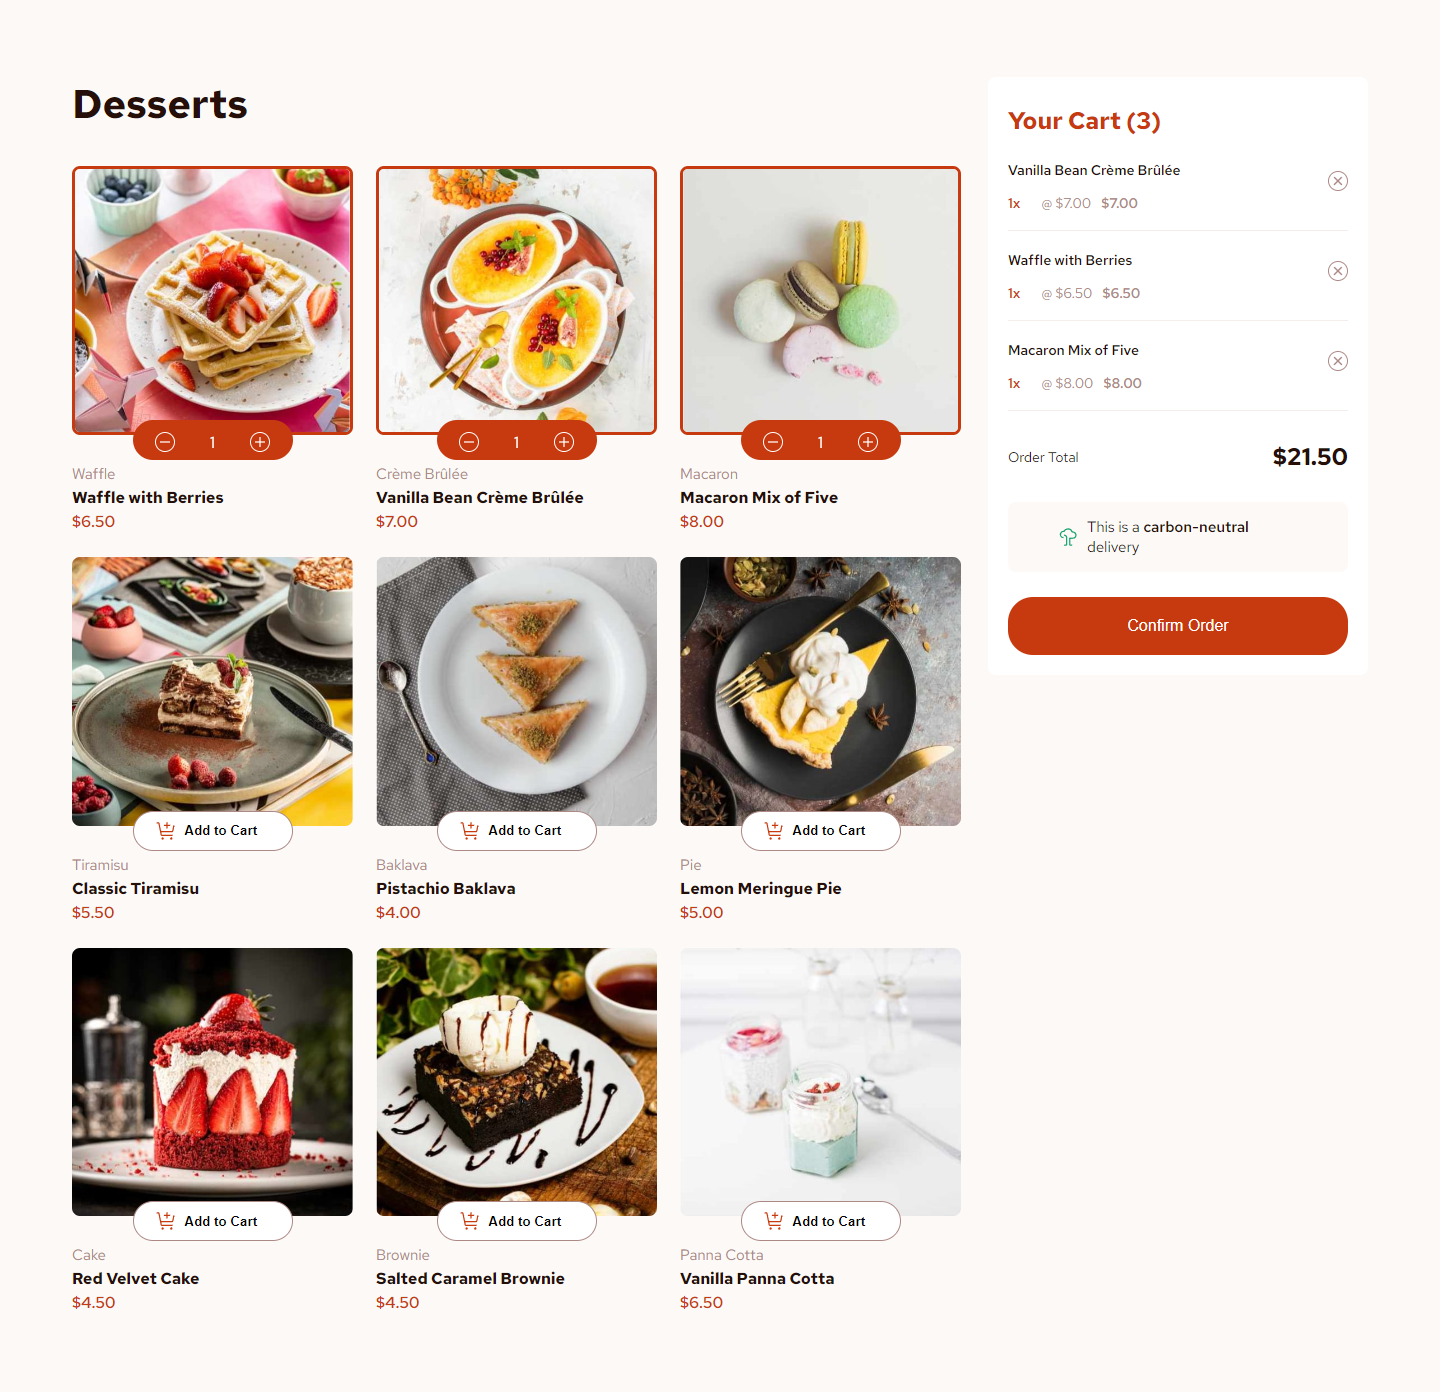 Desserts
1
Waffle
Waffle with Berries
$6.50
1
Crème Brûlée
Vanilla Bean Crème Brûlée
$7.00
1
Macaron
Macaron Mix of Five
$8.00
Add to Cart
Tiramisu
Classic Tiramisu
$5.50
Add to Cart
Baklava
Pistachio Baklava
$4.00
Add to Cart
Pie
Lemon Meringue Pie
$5.00
Add to Cart
Cake
Red Velvet Cake
$4.50
Add to Cart
Brownie
Salted Caramel Brownie
$4.50
Add to Cart
Panna Cotta
Vanilla Panna Cotta
$6.50
Your Cart (3)
Vanilla Bean Crème Brûlée
1x @ $7.00 $7.00
Waffle with Berries
1x @ $6.50 $6.50
Macaron Mix of Five
1x @ $8.00 $8.00
Order Total $21.50
This is a carbon-neutral
delivery
Confirm Order